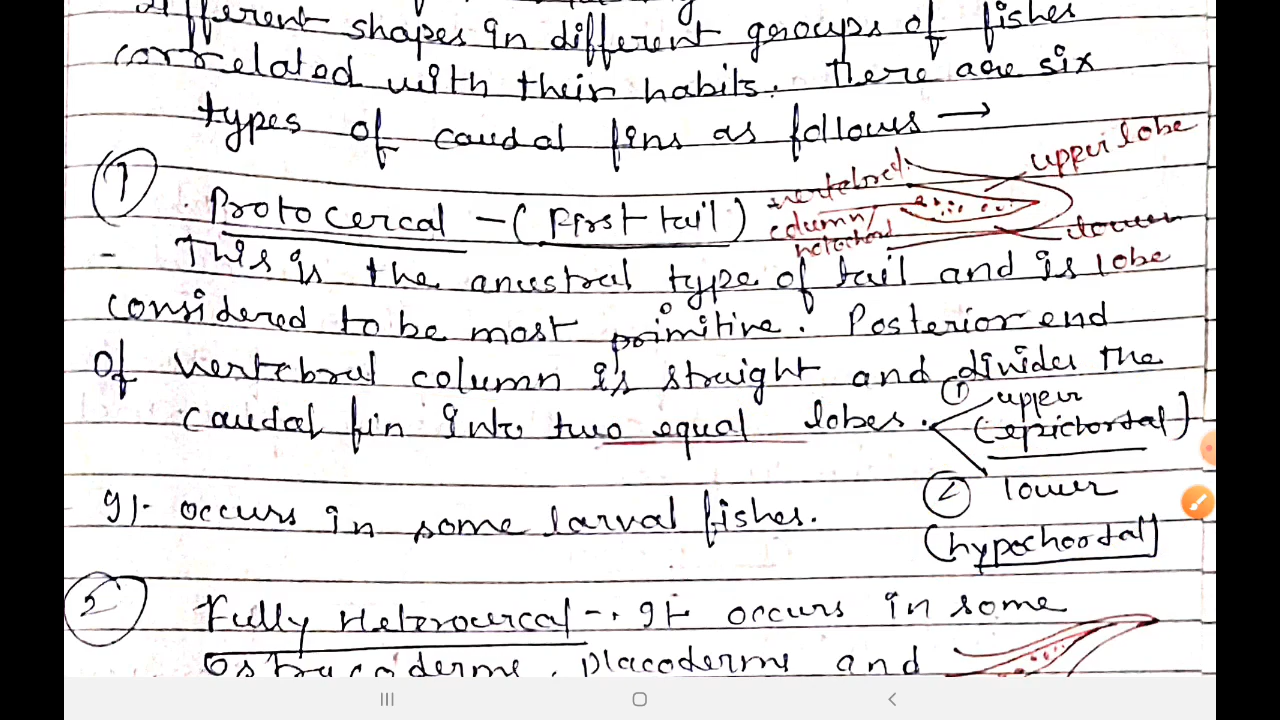 different shapes in different groups of fishes
correlated with their habits. There are six
types of caudal fins as follows →
① Protocercal - (First tail)
vertebral column/ notochord
upper lobe
lower lobe
- This is the ancestral type of tail and is
considered to be most primitive. Posterior end
of vertebral column is straight and divides the
caudal fin into two equal lobes.
① upper
(epichordal)
② lower
(hypochordal)
It occurs in some larval fishes.
② Fully Heterocercal - It occurs in some
Ostracoderms, placoderms and